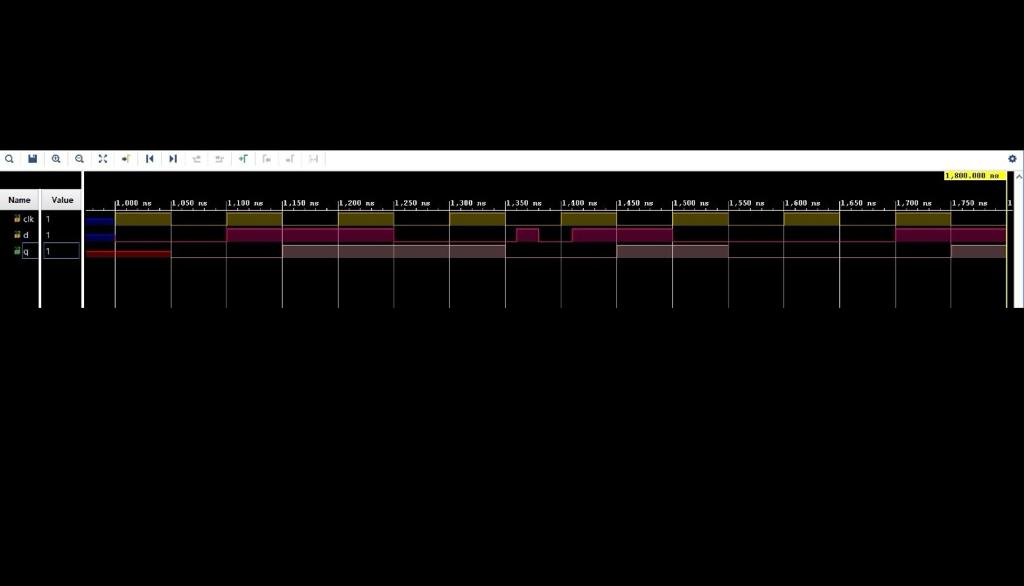 1,800.000 ns
Name Value
1,000 ns 1,050 ns 1,100 ns 1,150 ns 1,200 ns 1,250 ns 1,300 ns 1,350 ns 1,400 ns 1,450 ns 1,500 ns 1,550 ns 1,600 ns 1,650 ns 1,700 ns 1,750 ns 1
clk 1
d 1
q 1